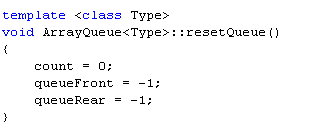 template <class Type>
void ArrayQueue<Type>::resetQueue()
{
    count = 0;
    queueFront = -1;
    queueRear = -1;
}